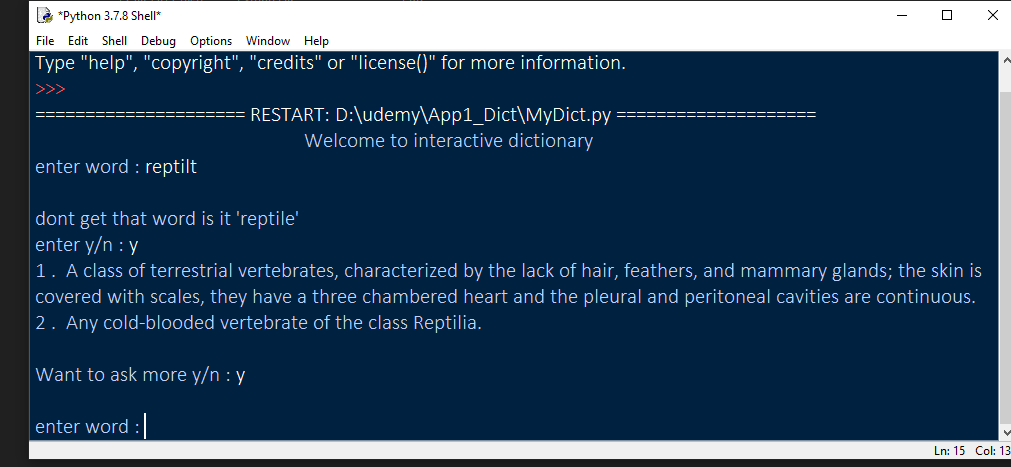 *Python 3.7.8 Shell*
File Edit Shell Debug Options Window Help
Type "help", "copyright", "credits" or "license()" for more information.
>>>
===================== RESTART: D:\udemy\App1_Dict\MyDict.py ====================
Welcome to interactive dictionary
enter word : reptilt
dont get that word is it 'reptile'
enter y/n : y
1 .  A class of terrestrial vertebrates, characterized by the lack of hair, feathers, and mammary glands; the skin is
covered with scales, they have a three chambered heart and the pleural and peritoneal cavities are continuous.
2 .  Any cold-blooded vertebrate of the class Reptilia.
Want to ask more y/n : y
enter word :
Ln: 15 Col: 13